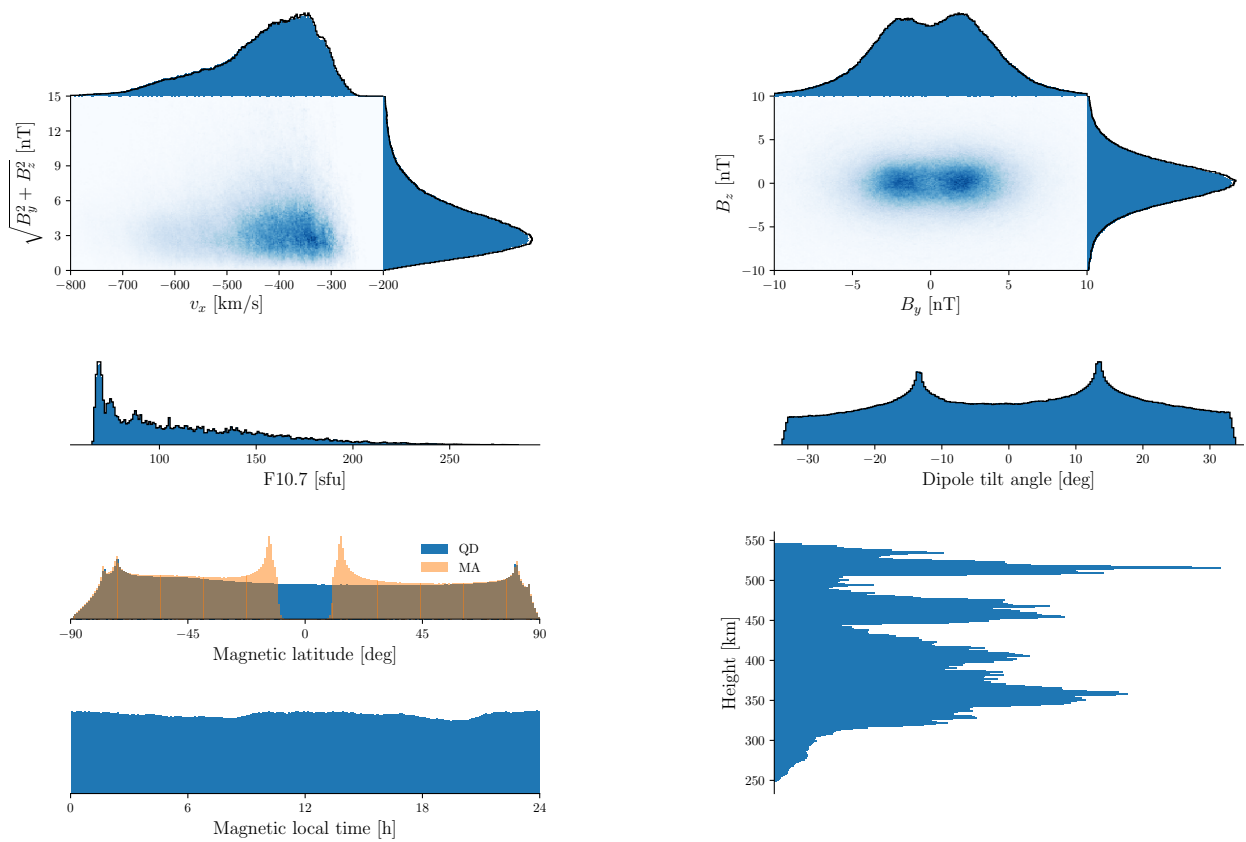 15
12
9
6
3
0
√(B_y^2 + B_z^2) [nT]
−800 −700 −600 −500 −400 −300 −200
v_x [km/s]
10
5
0
−5
−10
B_z [nT]
−10 −5 0 5 10
B_y [nT]
100 150 200 250
F10.7 [sfu]
−30 −20 −10 0 10 20 30
Dipole tilt angle [deg]
QD
MA
−90 −45 0 45 90
Magnetic latitude [deg]
0 6 12 18 24
Magnetic local time [h]
550
500
450
400
350
300
250
Height [km]